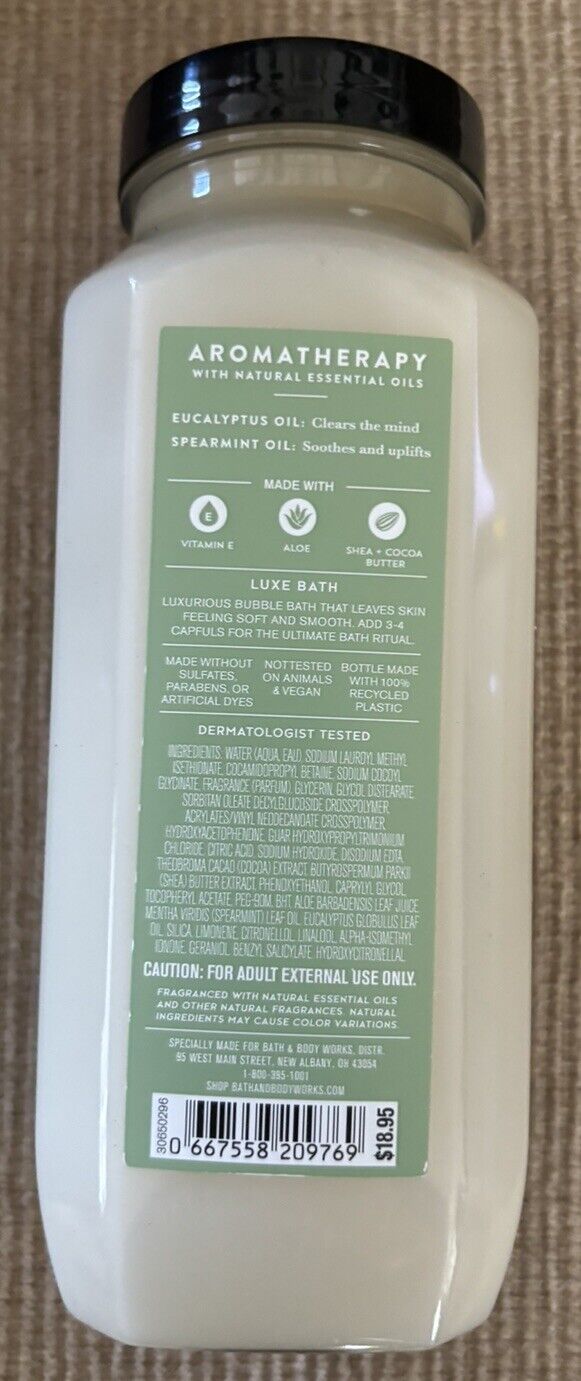 AROMATHERAPY
WITH NATURAL ESSENTIAL OILS
EUCALYPTUS OIL: Clears the mind
SPEARMINT OIL: Soothes and uplifts
MADE WITH
E
VITAMIN E
ALOE
SHEA + COCOA
BUTTER
LUXE BATH
LUXURIOUS BUBBLE BATH THAT LEAVES SKIN
FEELING SOFT AND SMOOTH. ADD 3-4
CAPFULS FOR THE ULTIMATE BATH RITUAL.
MADE WITHOUT
SULFATES,
PARABENS, OR
ARTIFICIAL DYES
NOT TESTED
ON ANIMALS
& VEGAN
BOTTLE MADE
WITH 100%
RECYCLED
PLASTIC
DERMATOLOGIST TESTED
INGREDIENTS: WATER (AQUA, EAU), SODIUM LAUROYL METHYL
ISETHIONATE, COCAMIDOPROPYL BETAINE, SODIUM COCOYL
GLYCINATE, FRAGRANCE (PARFUM), GLYCERIN, GLYCOL DISTEARATE,
SORBITAN OLEATE DECYLGLUCOSIDE CROSSPOLYMER,
ACRYLATES/VINYL NEODECANOATE CROSSPOLYMER,
HYDROXYACETOPHENONE, GUAR HYDROXYPROPYLTRIMONIUM
CHLORIDE, CITRIC ACID, SODIUM HYDROXIDE, DISODIUM EDTA,
THEOBROMA CACAO (COCOA) EXTRACT, BUTYROSPERMUM PARKII
(SHEA) BUTTER EXTRACT, PHENOXYETHANOL, CAPRYLYL GLYCOL,
TOCOPHERYL ACETATE, PEG-90M, BHT, ALOE BARBADENSIS LEAF JUICE,
MENTHA VIRIDIS (SPEARMINT) LEAF OIL, EUCALYPTUS GLOBULUS LEAF
OIL, SILICA, LIMONENE, CITRONELLOL, LINALOOL, ALPHA-ISOMETHYL
IONONE, GERANIOL, BENZYL SALICYLATE, HYDROXYCITRONELLAL
CAUTION: FOR ADULT EXTERNAL USE ONLY.
FRAGRANCED WITH NATURAL ESSENTIAL OILS
AND OTHER NATURAL FRAGRANCES. NATURAL
INGREDIENTS MAY CAUSE COLOR VARIATIONS.
SPECIALLY MADE FOR BATH & BODY WORKS, DISTR.
95 WEST MAIN STREET, NEW ALBANY, OH 43054
1-800-395-1001
SHOP BATHANDBODYWORKS.COM
30650296
0 667558 209769
$18.95